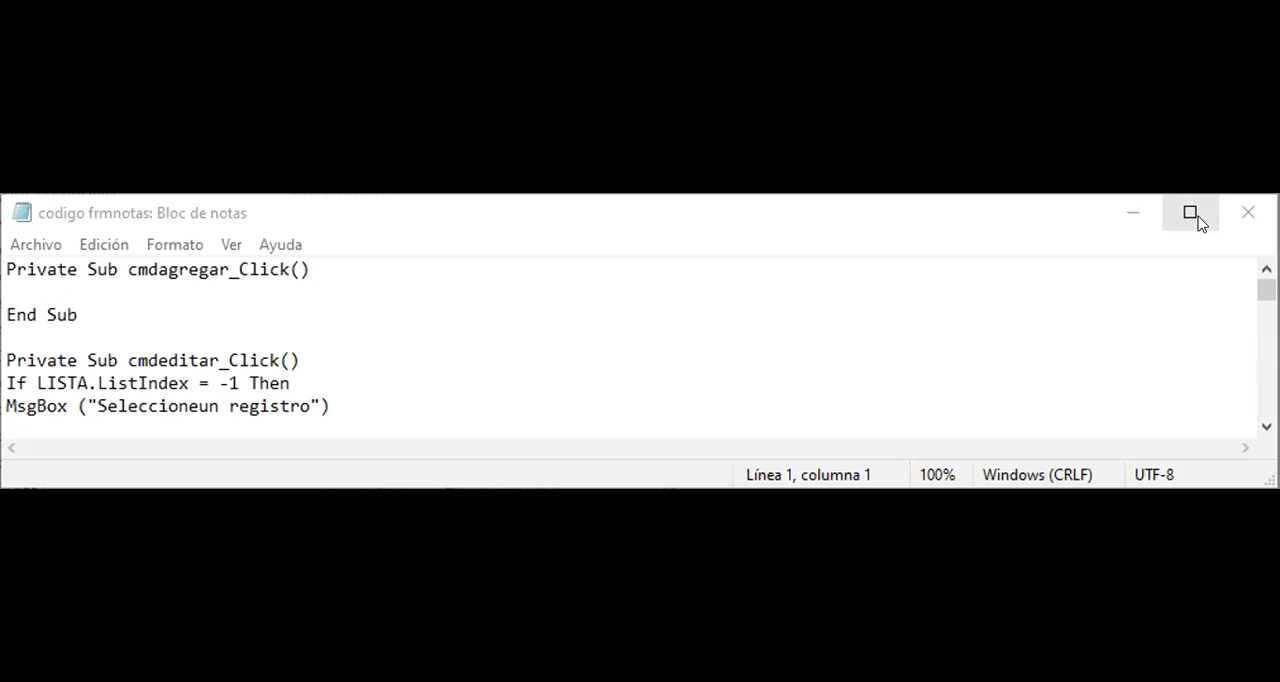 codigo frmnotas: Bloc de notas
Archivo Edición Formato Ver Ayuda
Private Sub cmdagregar_Click()
End Sub
Private Sub cmdeditar_Click()
If LISTA.ListIndex = -1 Then
MsgBox ("Seleccioneun registro")
Línea 1, columna 1 100% Windows (CRLF) UTF-8